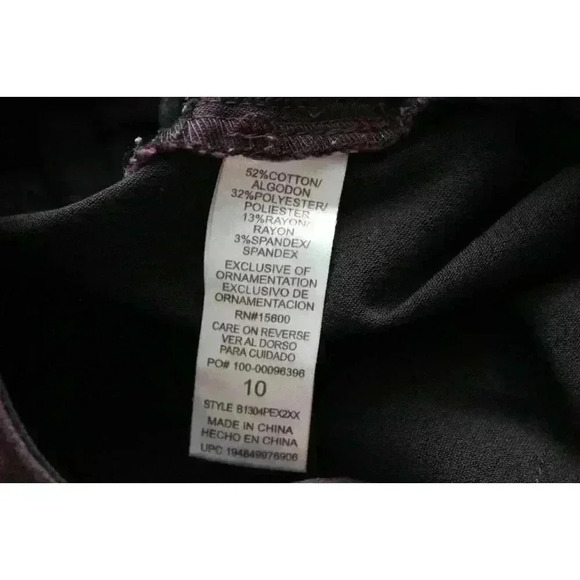 52%COTTON/
ALGODON
32%POLYESTER/
POLIESTER
13%RAYON/
RAYON
3%SPANDEX/
SPANDEX
EXCLUSIVE OF
ORNAMENTATION
EXCLUSIVO DE
ORNAMENTACION
RN#15600
CARE ON REVERSE
VER AL DORSO
PARA CUIDADO
PO# 100-00096396
10
STYLE B1304PEX2XX
MADE IN CHINA
HECHO EN CHINA
UPC 194849976906